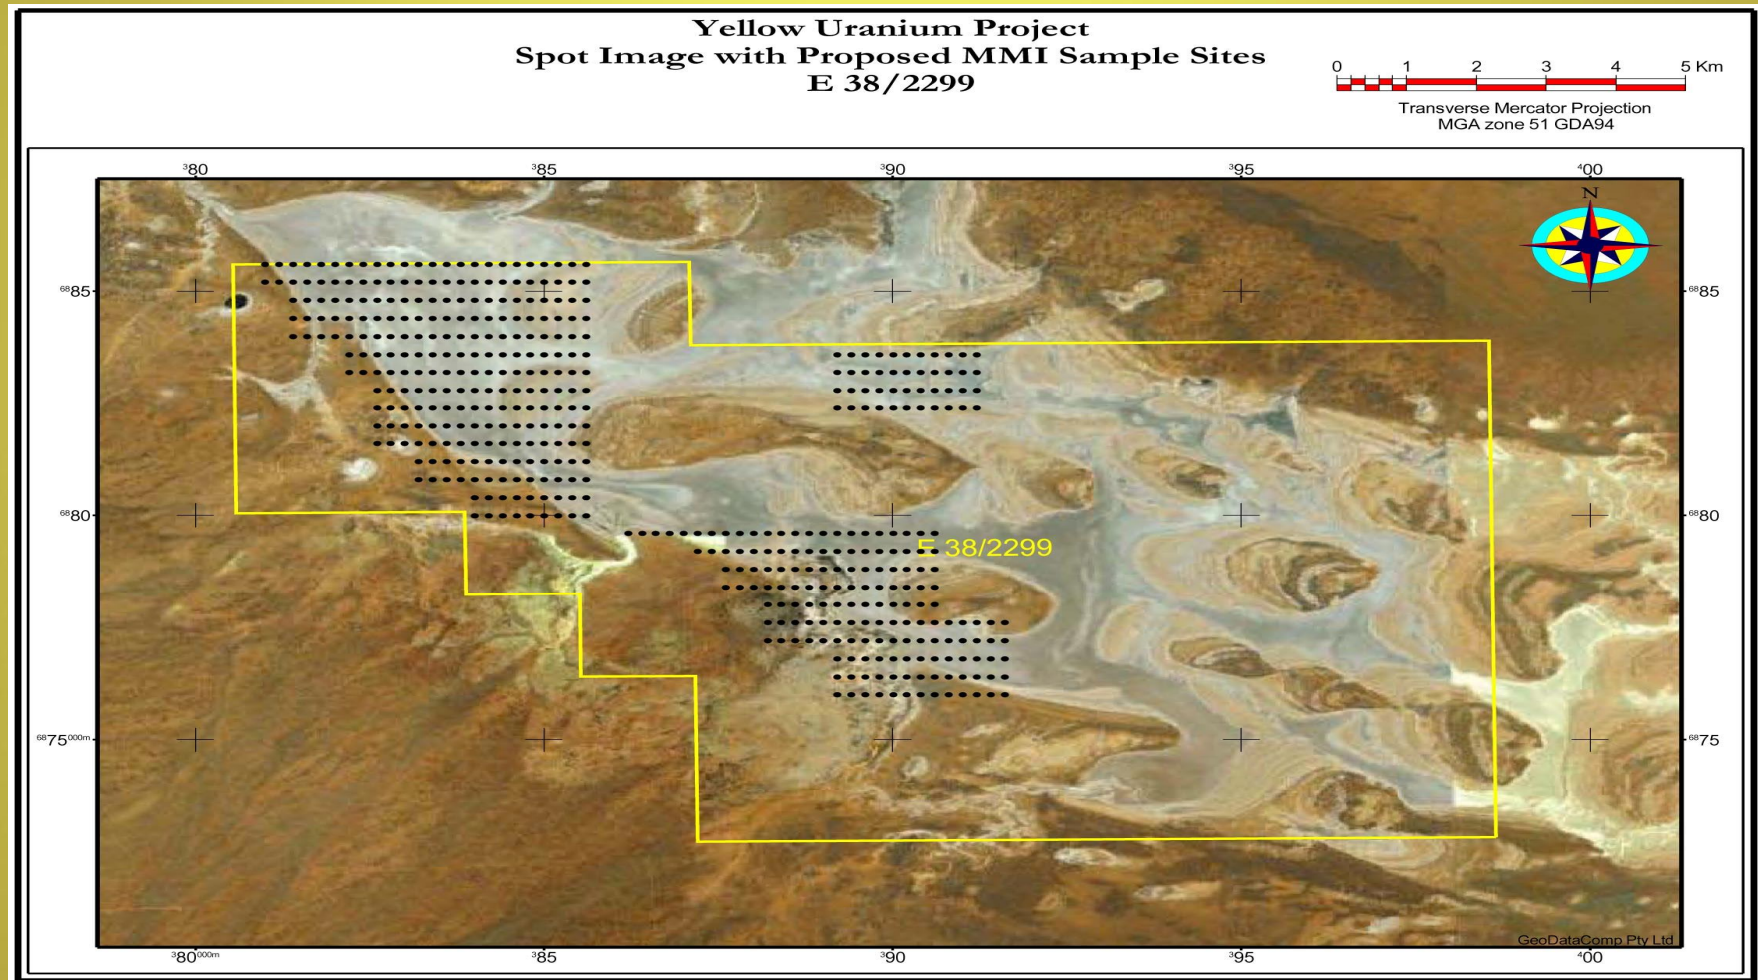 Yellow Uranium Project
Spot Image with Proposed MMI Sample Sites
E 38/2299
0 1 2 3 4 5 Km
Transverse Mercator Projection
MGA zone 51 GDA94
³80 ³85 ³90 ³95 ⁴00
N
⁶⁸85 ⁶⁸85
⁶⁸80 ⁶⁸80
E 38/2299
⁶⁸75⁰⁰⁰ᵐ ⁶⁸75
GeoDataComp Pty Ltd
³80⁰⁰⁰ᵐ ³85 ³90 ³95 ⁴00